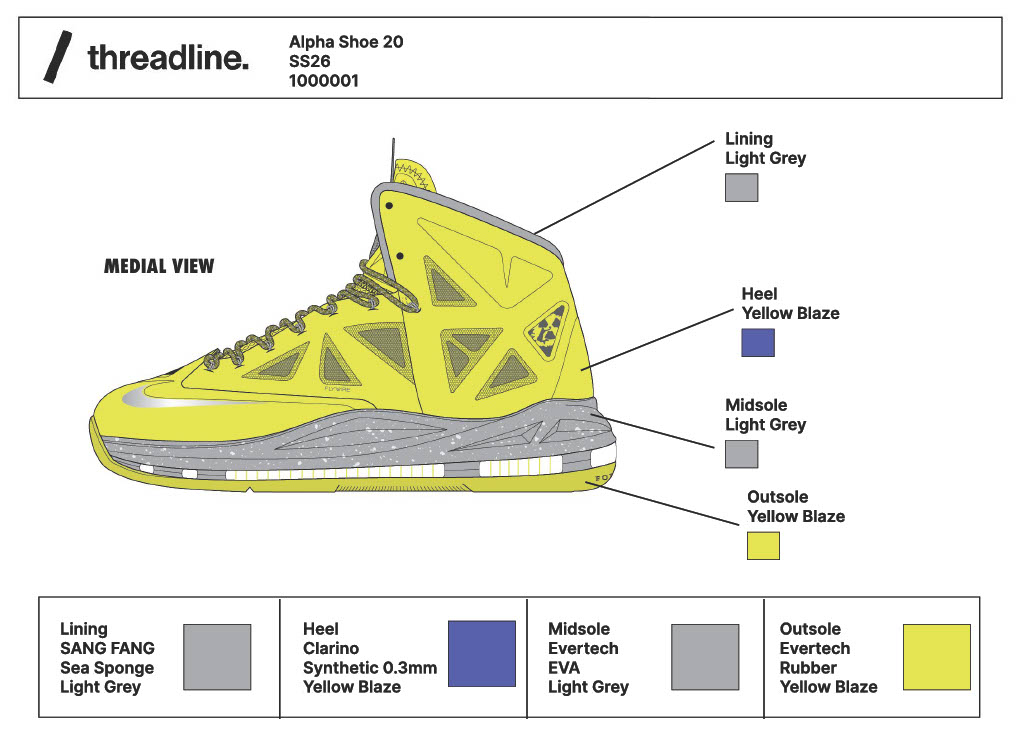 threadline.
Alpha Shoe 20
SS26
1000001
Lining
Light Grey
MEDIAL VIEW
Heel
Yellow Blaze
FLYWIRE
Midsole
Light Grey
Outsole
Yellow Blaze
Lining
SANG FANG
Sea Sponge
Light Grey
Heel
Clarino
Synthetic 0.3mm
Yellow Blaze
Midsole
Evertech
EVA
Light Grey
Outsole
Evertech
Rubber
Yellow Blaze